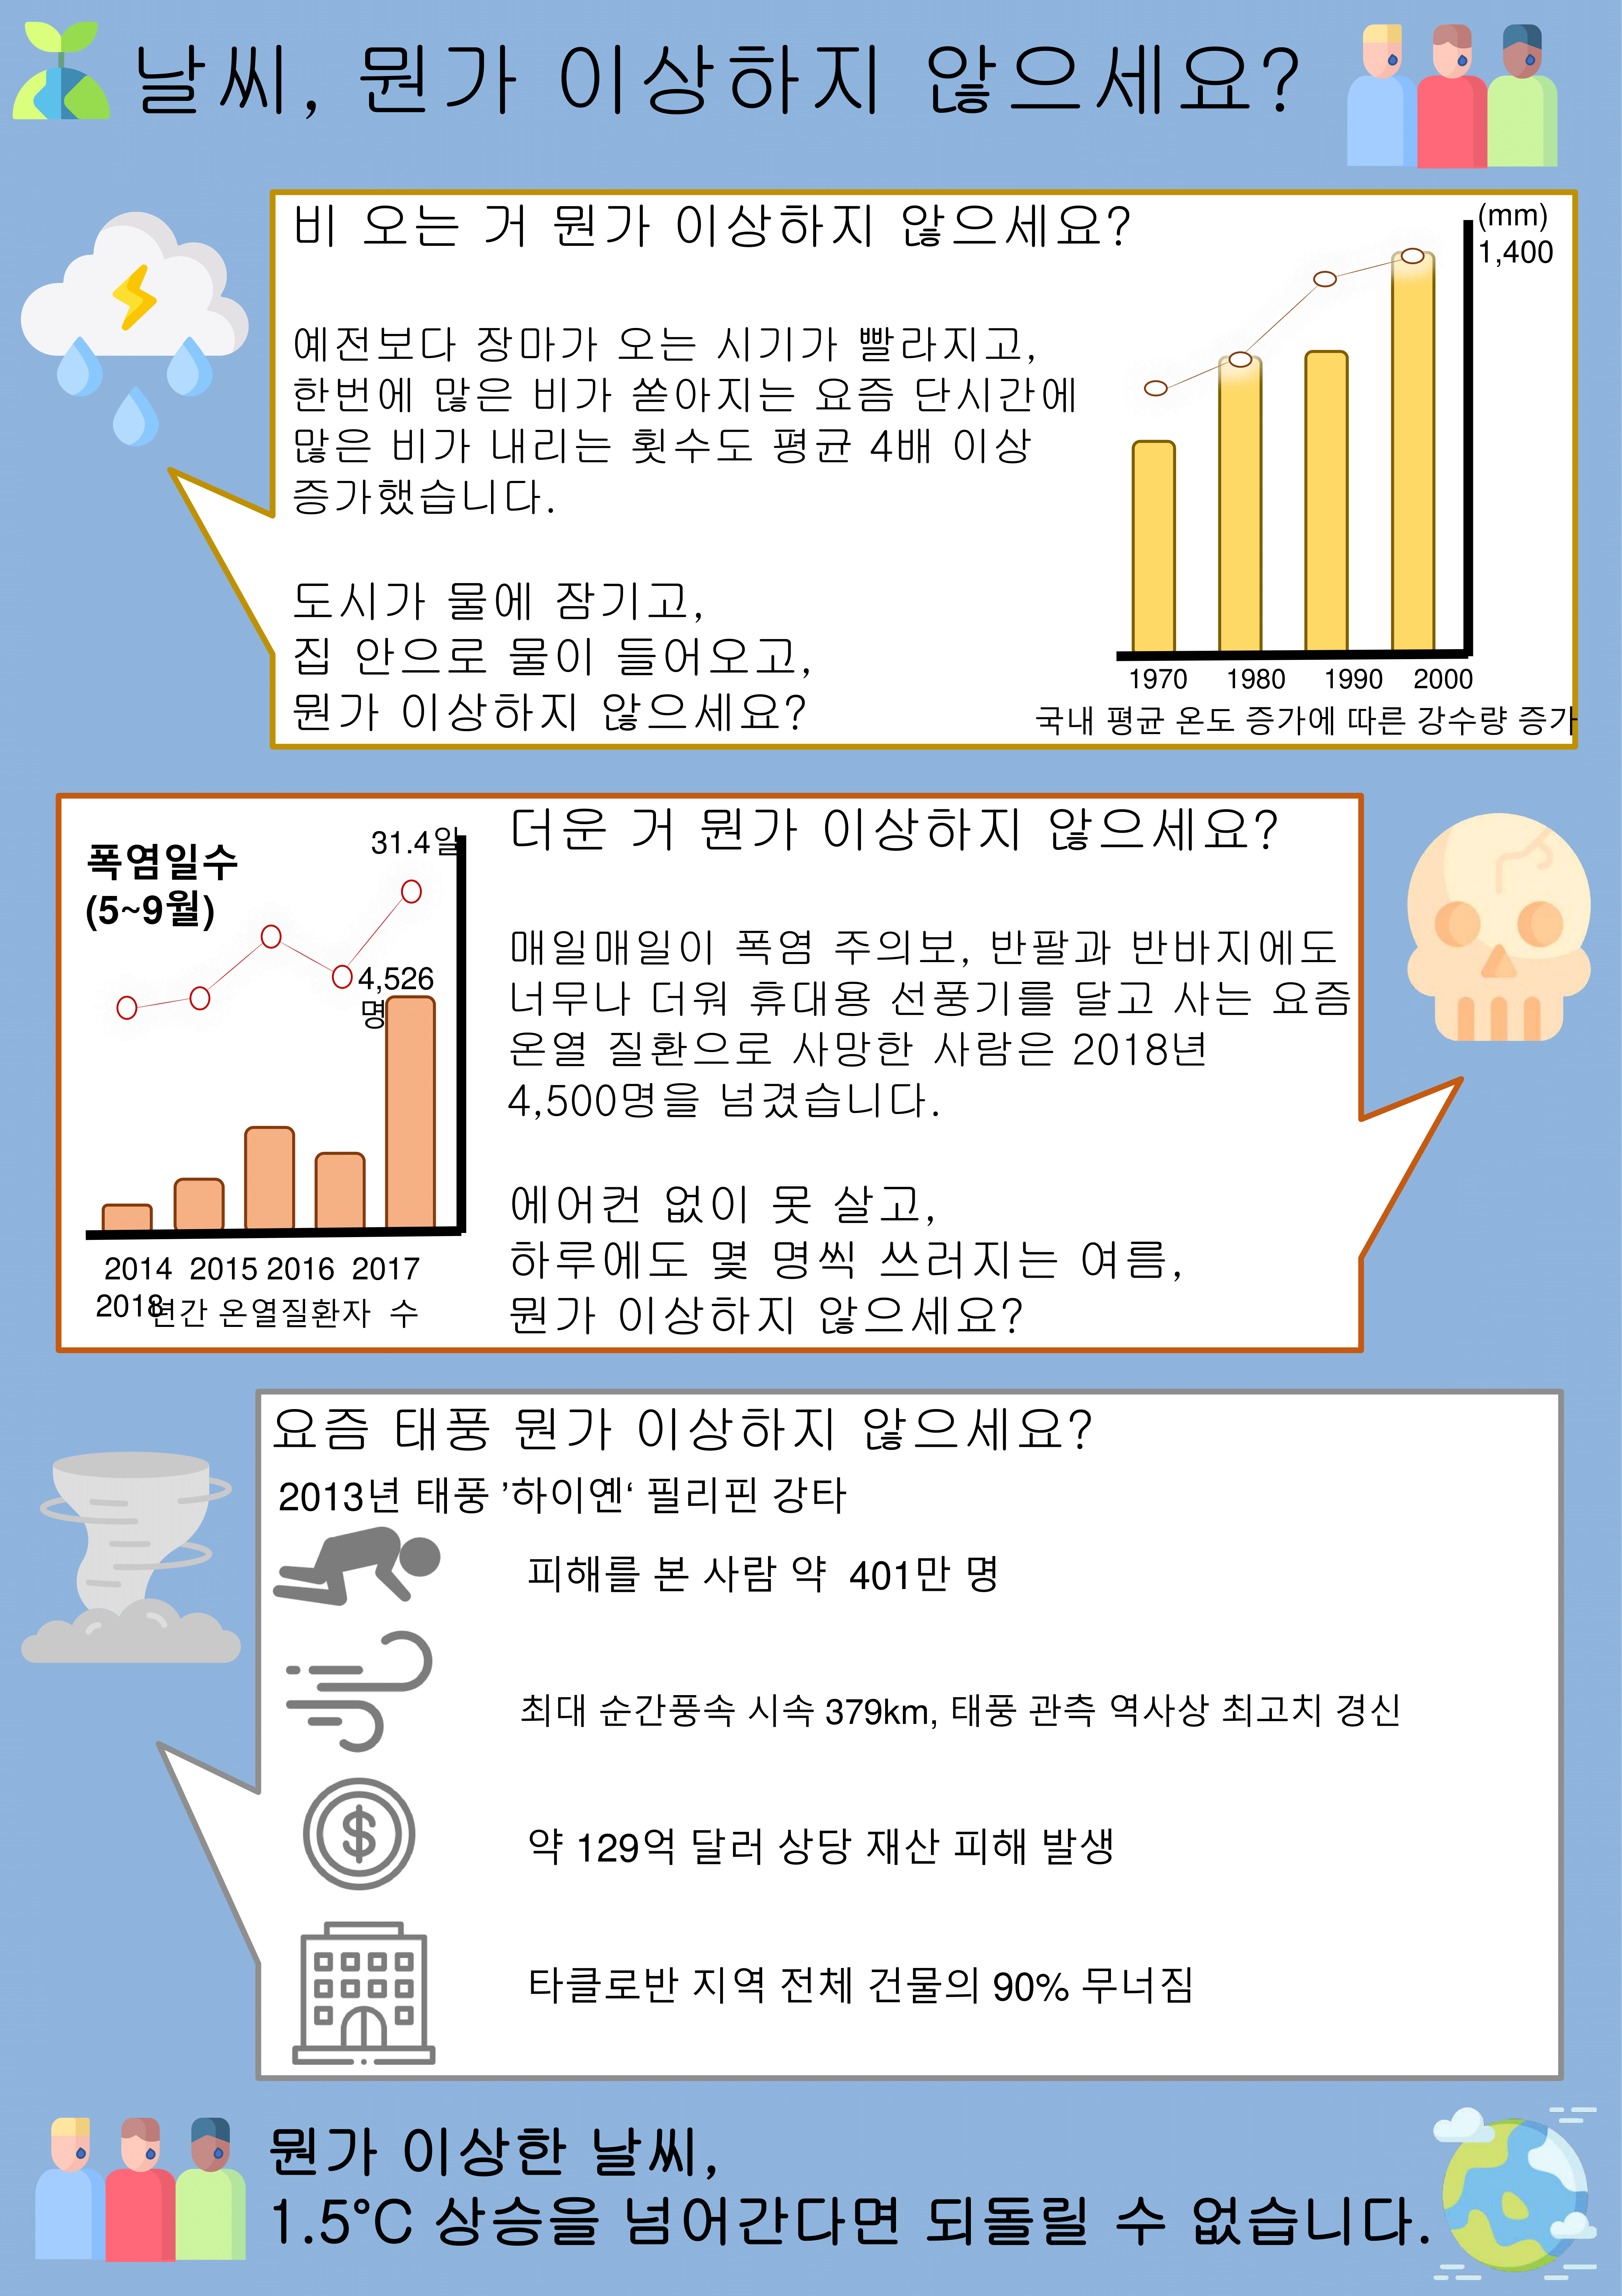 날씨, 뭔가 이상하지 않으세요?
비 오는 거 뭔가 이상하지 않으세요?
예전보다 장마가 오는 시기가 빨라지고,
한번에 많은 비가 쏟아지는 요즘 단시간에
많은 비가 내리는 횟수도 평균 4배 이상
증가했습니다.
도시가 물에 잠기고,
집 안으로 물이 들어오고,
뭔가 이상하지 않으세요?
(mm)
1,400
1970 1980 1990 2000
국내 평균 온도 증가에 따른 강수량 증가
폭염일수
(5~9월)
31.4일
4,526
명
2014 2015 2016 2017
2018
년간 온열질환자 수
더운 거 뭔가 이상하지 않으세요?
매일매일이 폭염 주의보, 반팔과 반바지에도
너무나 더워 휴대용 선풍기를 달고 사는 요즘
온열 질환으로 사망한 사람은 2018년
4,500명을 넘겼습니다.
에어컨 없이 못 살고,
하루에도 몇 명씩 쓰러지는 여름,
뭔가 이상하지 않으세요?
요즘 태풍 뭔가 이상하지 않으세요?
2013년 태풍 ’하이옌‘ 필리핀 강타
피해를 본 사람 약 401만 명
최대 순간풍속 시속 379km, 태풍 관측 역사상 최고치 경신
약 129억 달러 상당 재산 피해 발생
타클로반 지역 전체 건물의 90% 무너짐
뭔가 이상한 날씨,
1.5℃ 상승을 넘어간다면 되돌릴 수 없습니다.